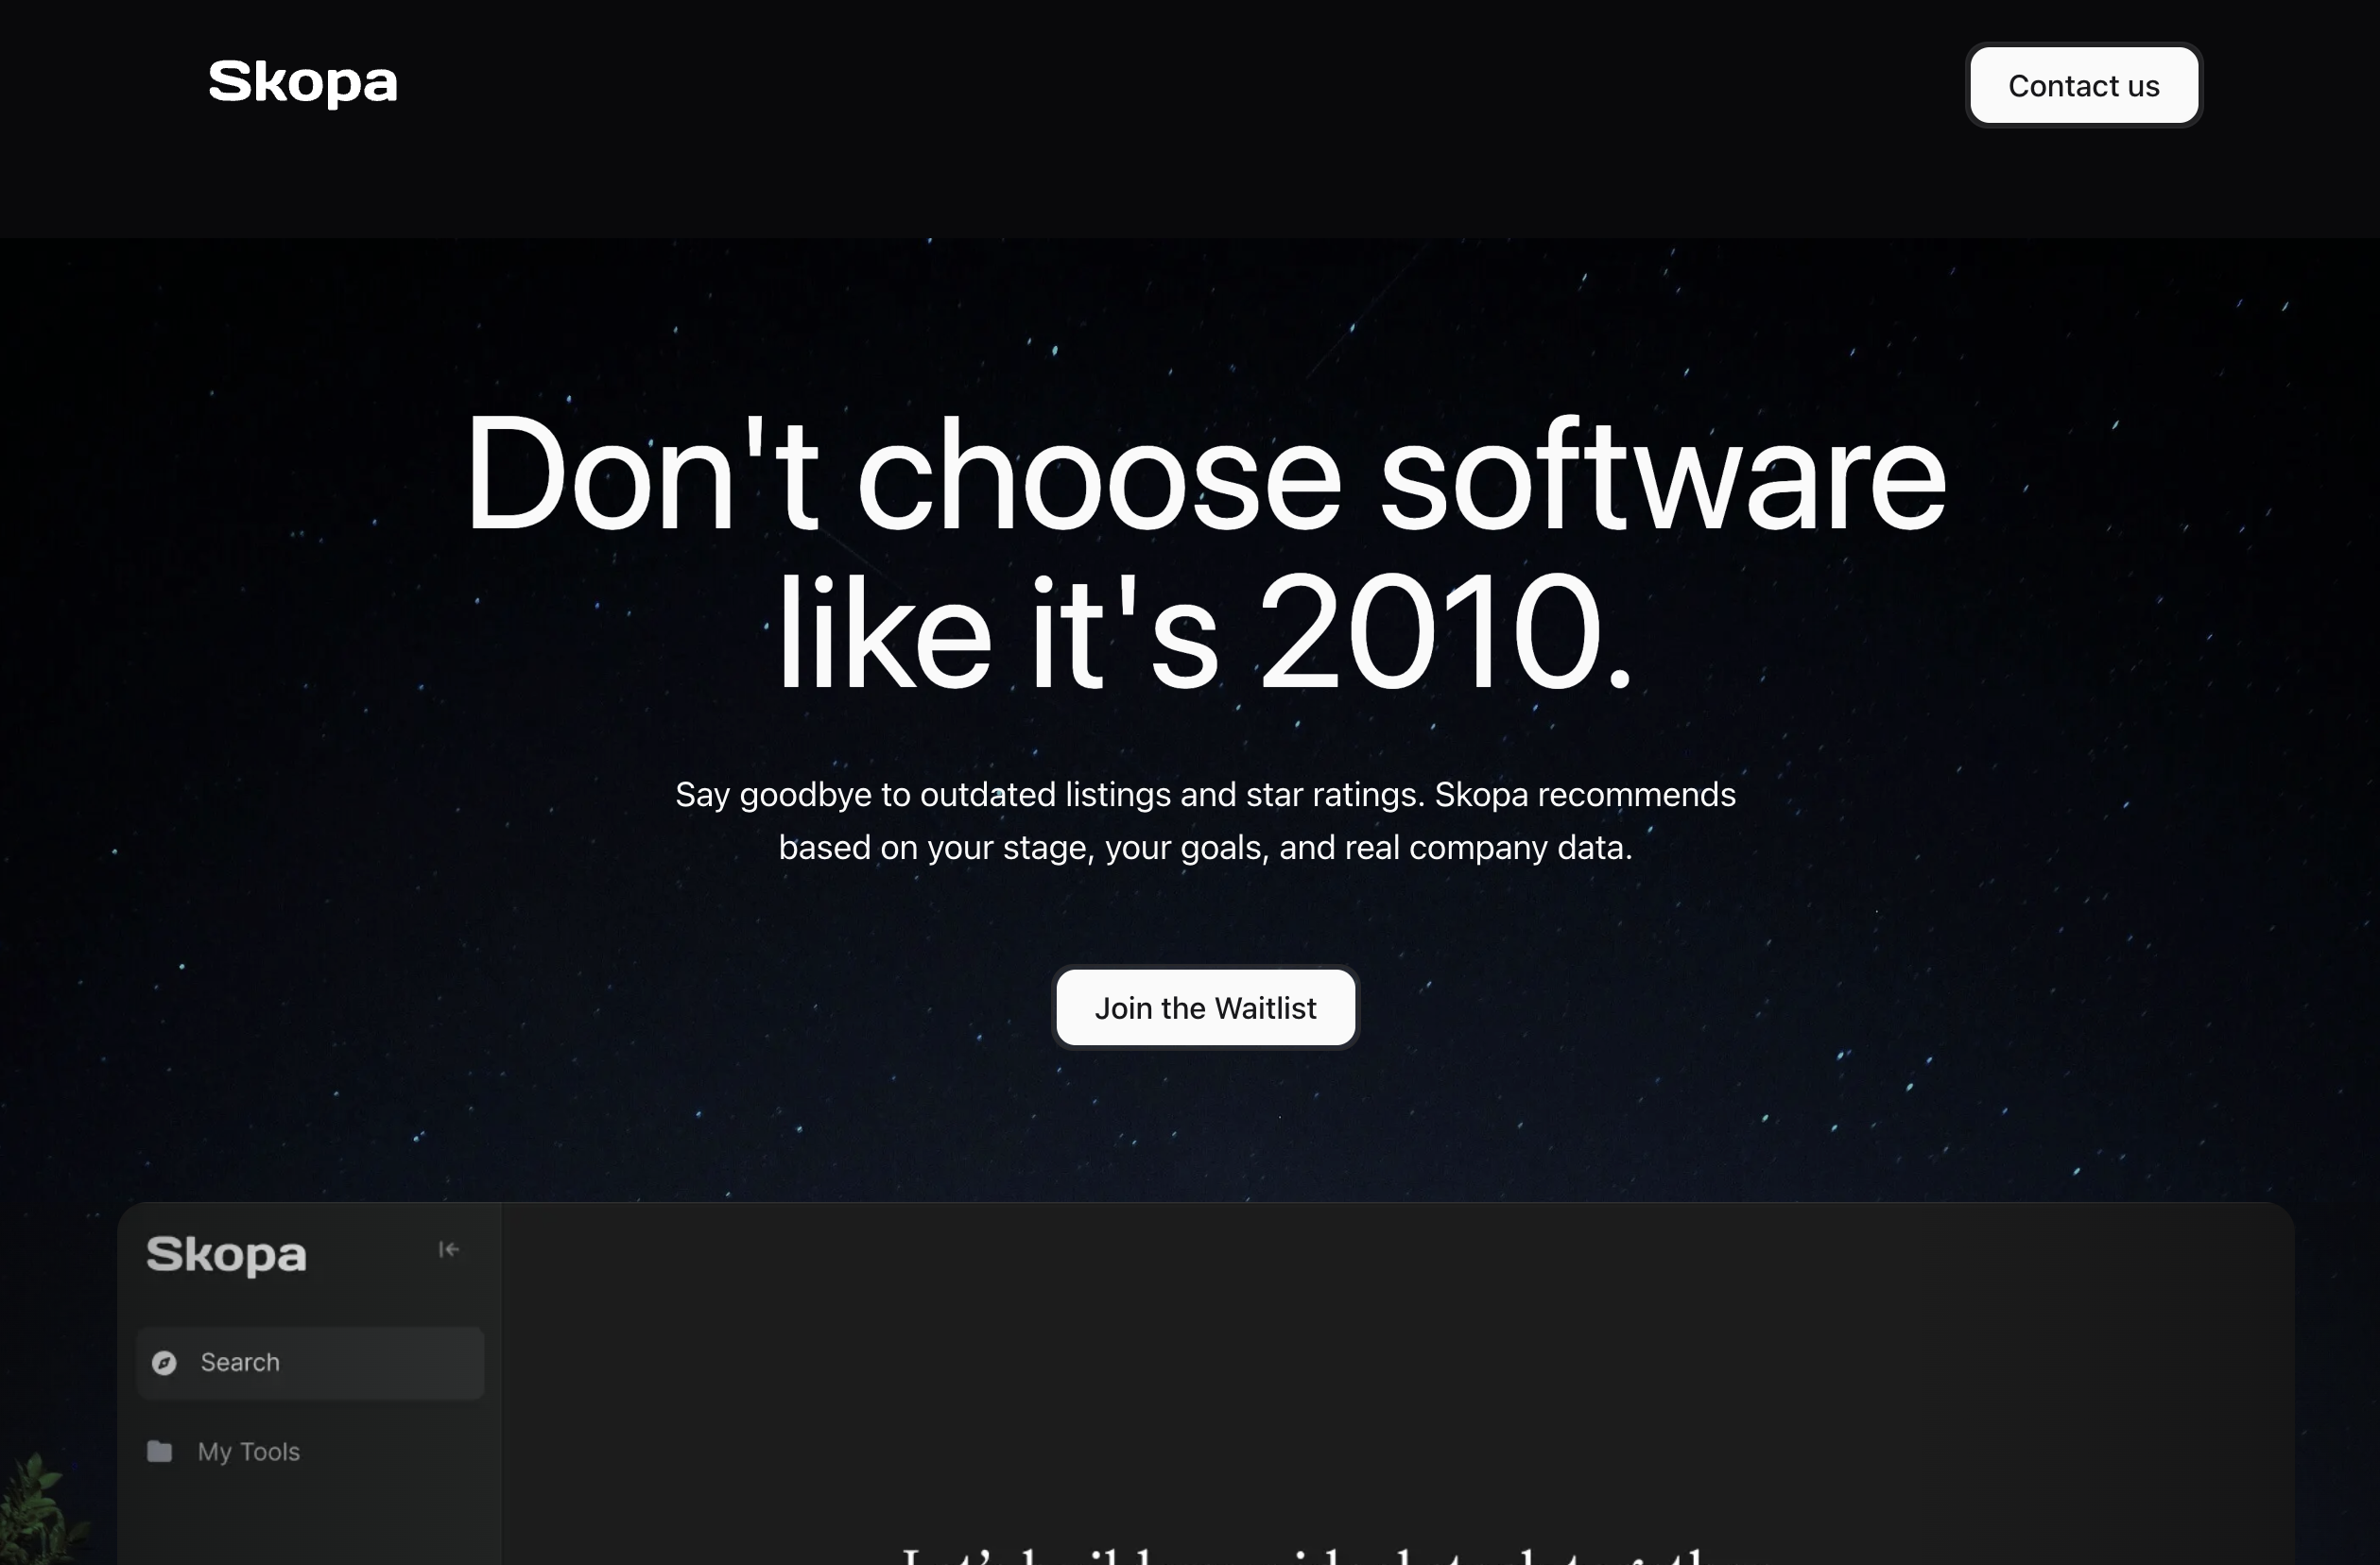 Skopa
Contact us
Don't choose software
like it's 2010.
Say goodbye to outdated listings and star ratings. Skopa recommends
based on your stage, your goals, and real company data.
Join the Waitlist
Skopa
Search
My Tools